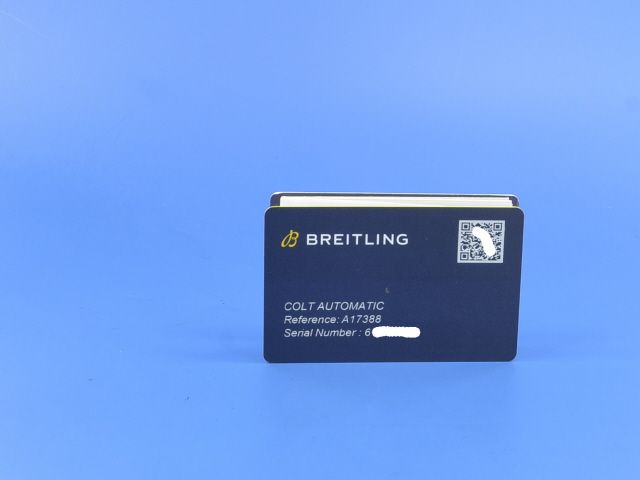 B BREITLING
COLT AUTOMATIC
Reference: A17388
Serial Number : 6